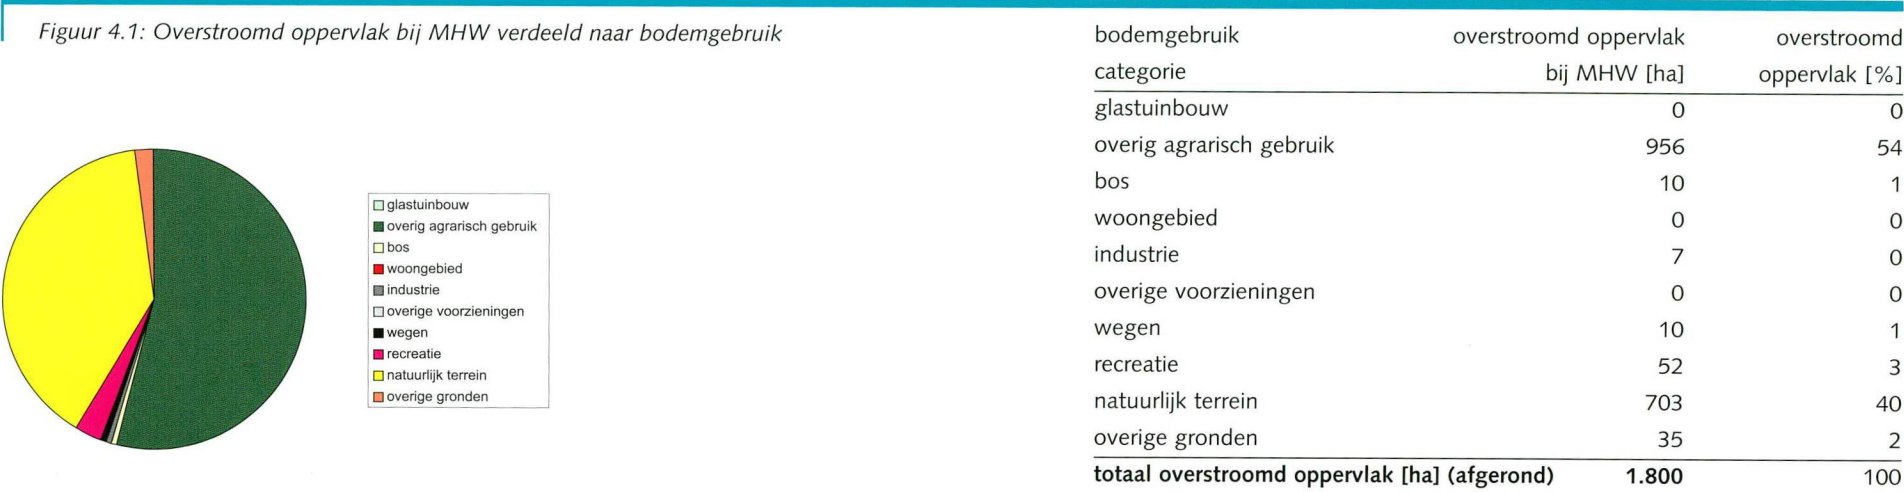 Figuur 4.1: Overstroomd oppervlak bij MHW verdeeld naar bodemgebruik
glastuinbouw
overig agrarisch gebruik
bos
woongebied
industrie
overige voorzieningen
wegen
recreatie
natuurlijk terrein
overige gronden
bodemgebruik overstroomd oppervlak overstroomd
categorie bij MHW [ha] oppervlak [%]
glastuinbouw 0 0
overig agrarisch gebruik 956 54
bos 10 1
woongebied 0 0
industrie 7 0
overige voorzieningen 0 0
wegen 10 1
recreatie 52 3
natuurlijk terrein 703 40
overige gronden 35 2
totaal overstroomd oppervlak [ha] (afgerond) 1.800 100